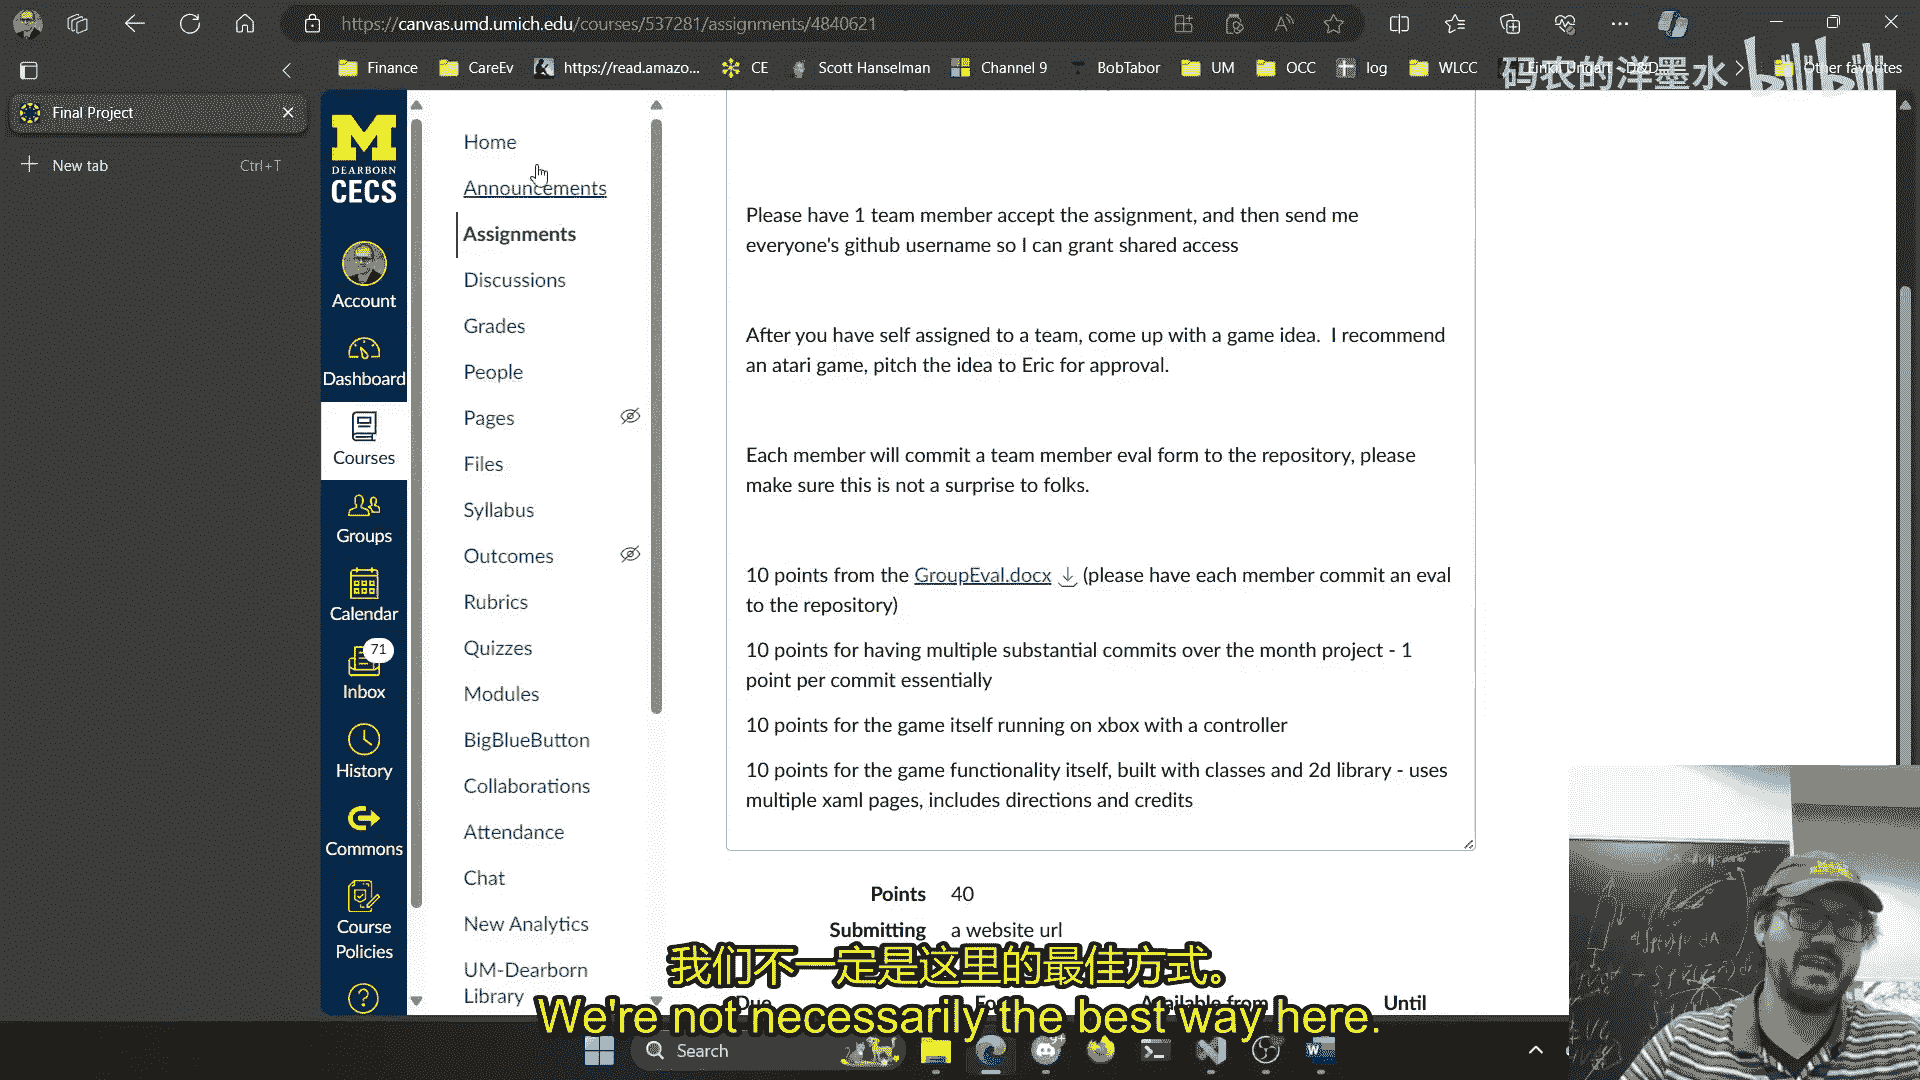 https://canvas.umd.umich.edu/courses/537281/assignments/4840621
Finance
CareEv
https://read.amazo...
CE
Scott Hanselman
Channel 9
BobTabor
UM
OCC
log
WLCC
Other favorites
码农的洋墨水
bilibili
Final Project
New tab
Ctrl+T
M
DEARBORN
CECS
Account
Dashboard
Courses
Groups
Calendar
71
Inbox
History
Commons
Course
Policies
Home
Announcements
Assignments
Discussions
Grades
People
Pages
Files
Syllabus
Outcomes
Rubrics
Quizzes
Modules
BigBlueButton
Collaborations
Attendance
Chat
New Analytics
UM-Dearborn
Library
Please have 1 team member accept the assignment, and then send me
everyone's github username so I can grant shared access
After you have self assigned to a team, come up with a game idea. I recommend
an atari game, pitch the idea to Eric for approval.
Each member will commit a team member eval form to the repository, please
make sure this is not a surprise to folks.
10 points from the GroupEval.docx (please have each member commit an eval
to the repository)
10 points for having multiple substantial commits over the month project - 1
point per commit essentially
10 points for the game itself running on xbox with a controller
10 points for the game functionality itself, built with classes and 2d library - uses
multiple xaml pages, includes directions and credits
Points 40
Submitting a website url
Due
Available from
Until
我们不一定是这里的最佳方式。
We're not necessarily the best way here.
Search